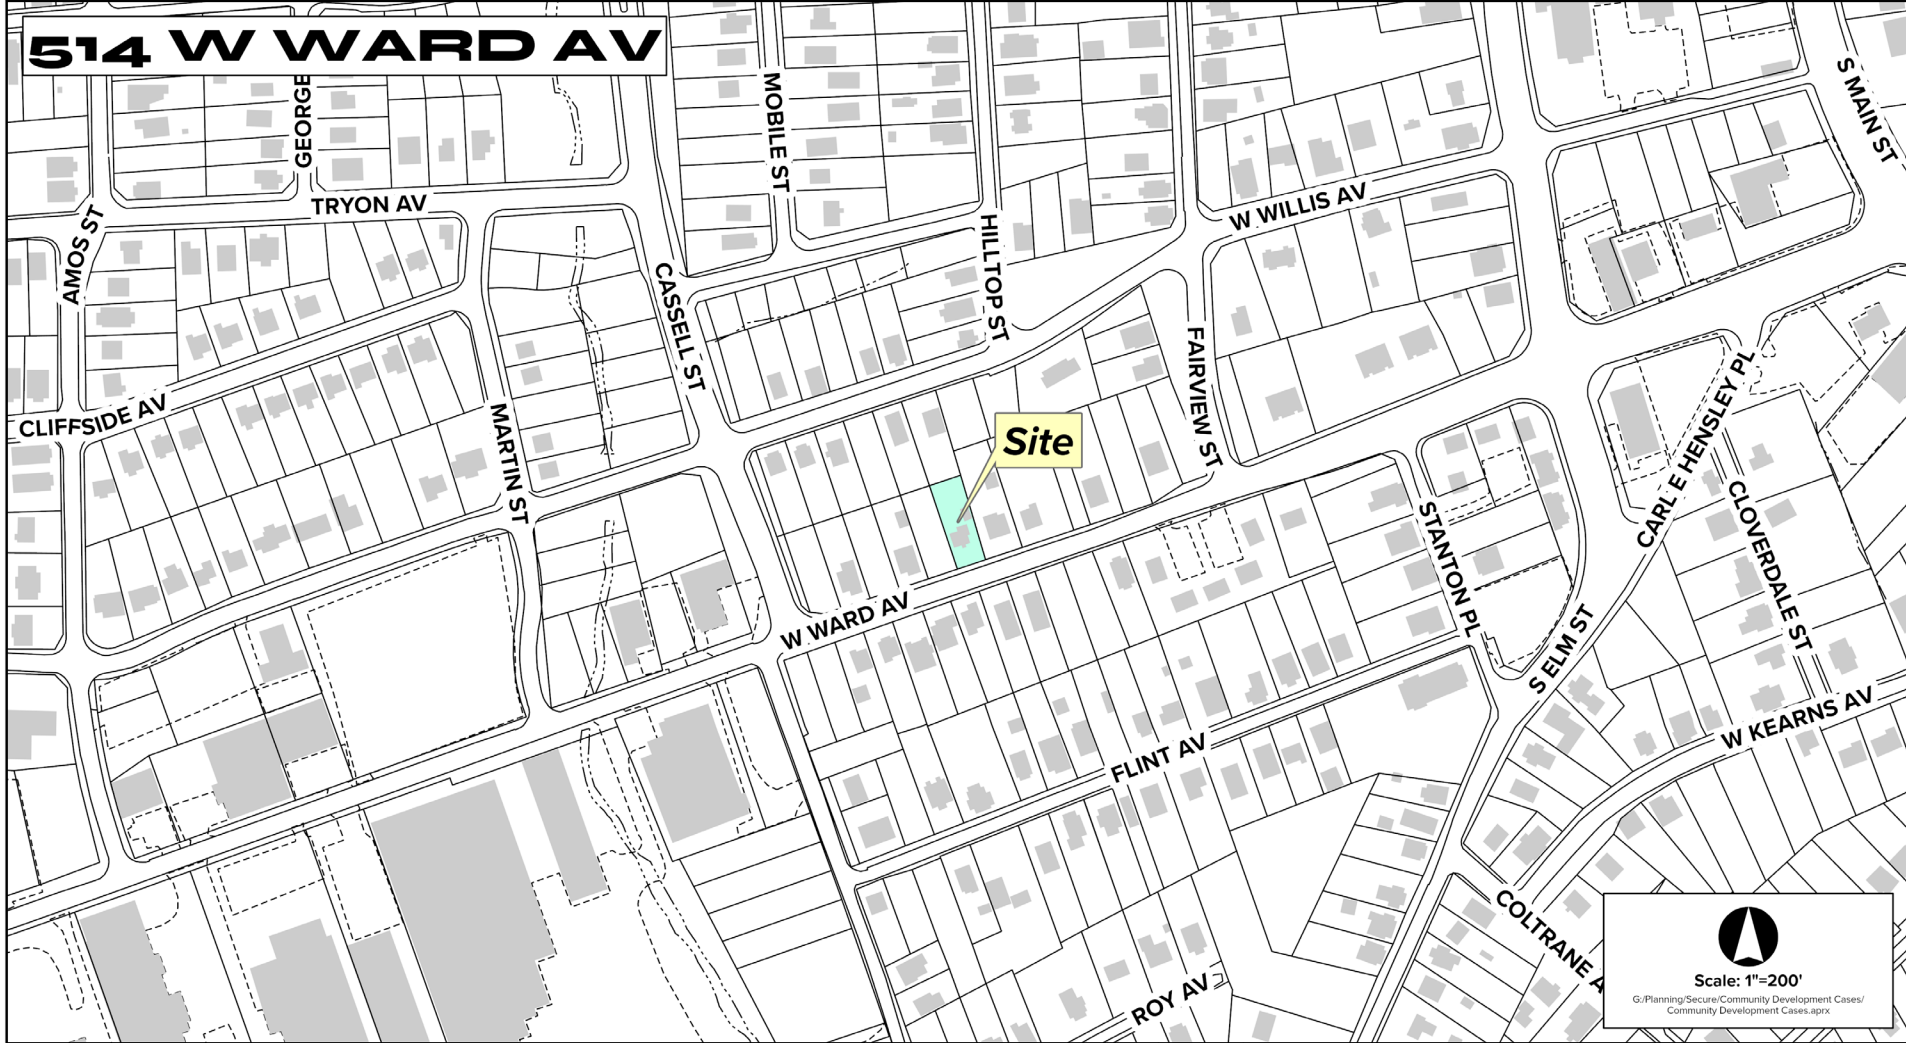 514 W WARD AV
GEORGE
MOBILE ST
S MAIN ST
TRYON AV
AMOS ST
W WILLIS AV
HILLTOP ST
CASSELL ST
FAIRVIEW ST
CLIFFSIDE AV
MARTIN ST
Site
CARL E HENSLEY PL
STANTON PL
CLOVERDALE ST
W WARD AV
S ELM ST
W KEARNS AV
FLINT AV
COLTRANE A
ROY AV
Scale: 1"=200'
G:/Planning/Secure/Community Development Cases/
Community Development Cases.aprx